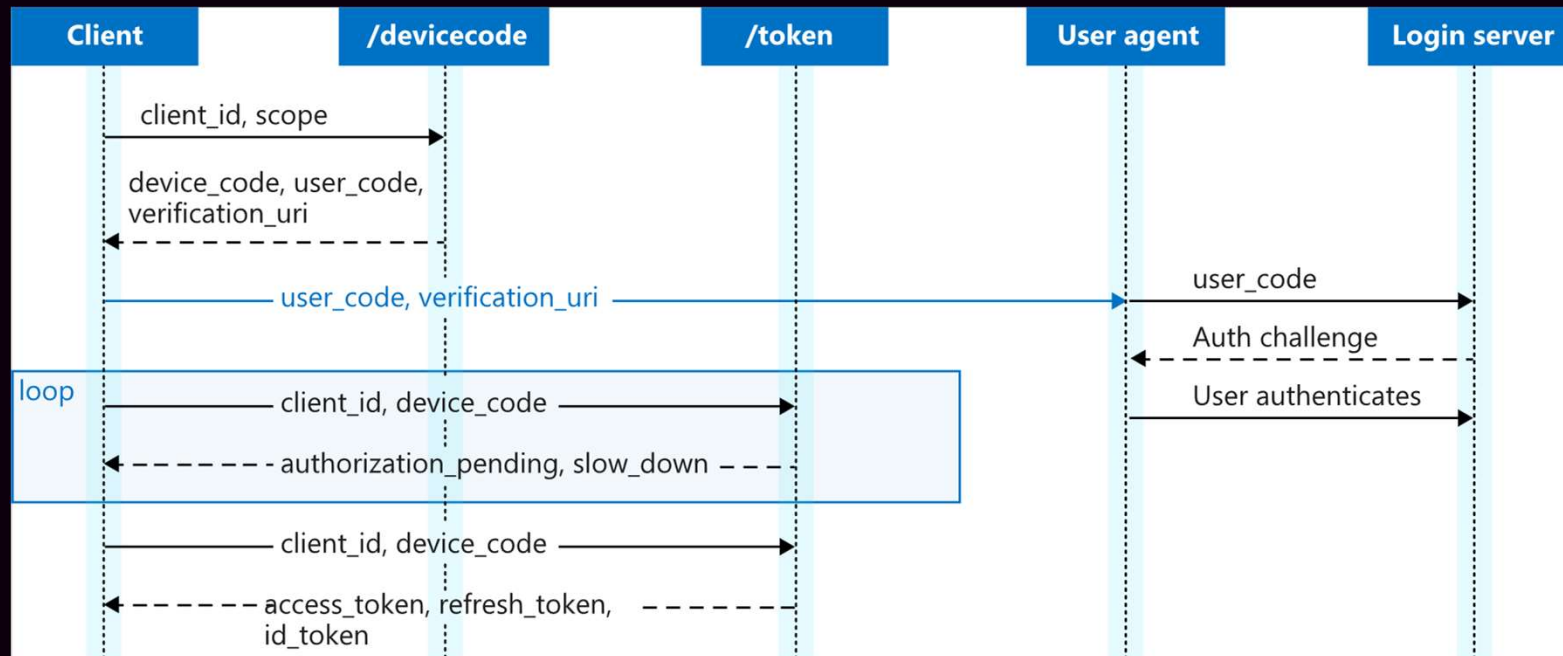 Client
/devicecode
/token
User agent
Login server
client_id, scope
device_code, user_code,
verification_uri
user_code, verification_uri
user_code
Auth challenge
loop
client_id, device_code
User authenticates
authorization_pending, slow_down
client_id, device_code
access_token, refresh_token,
id_token